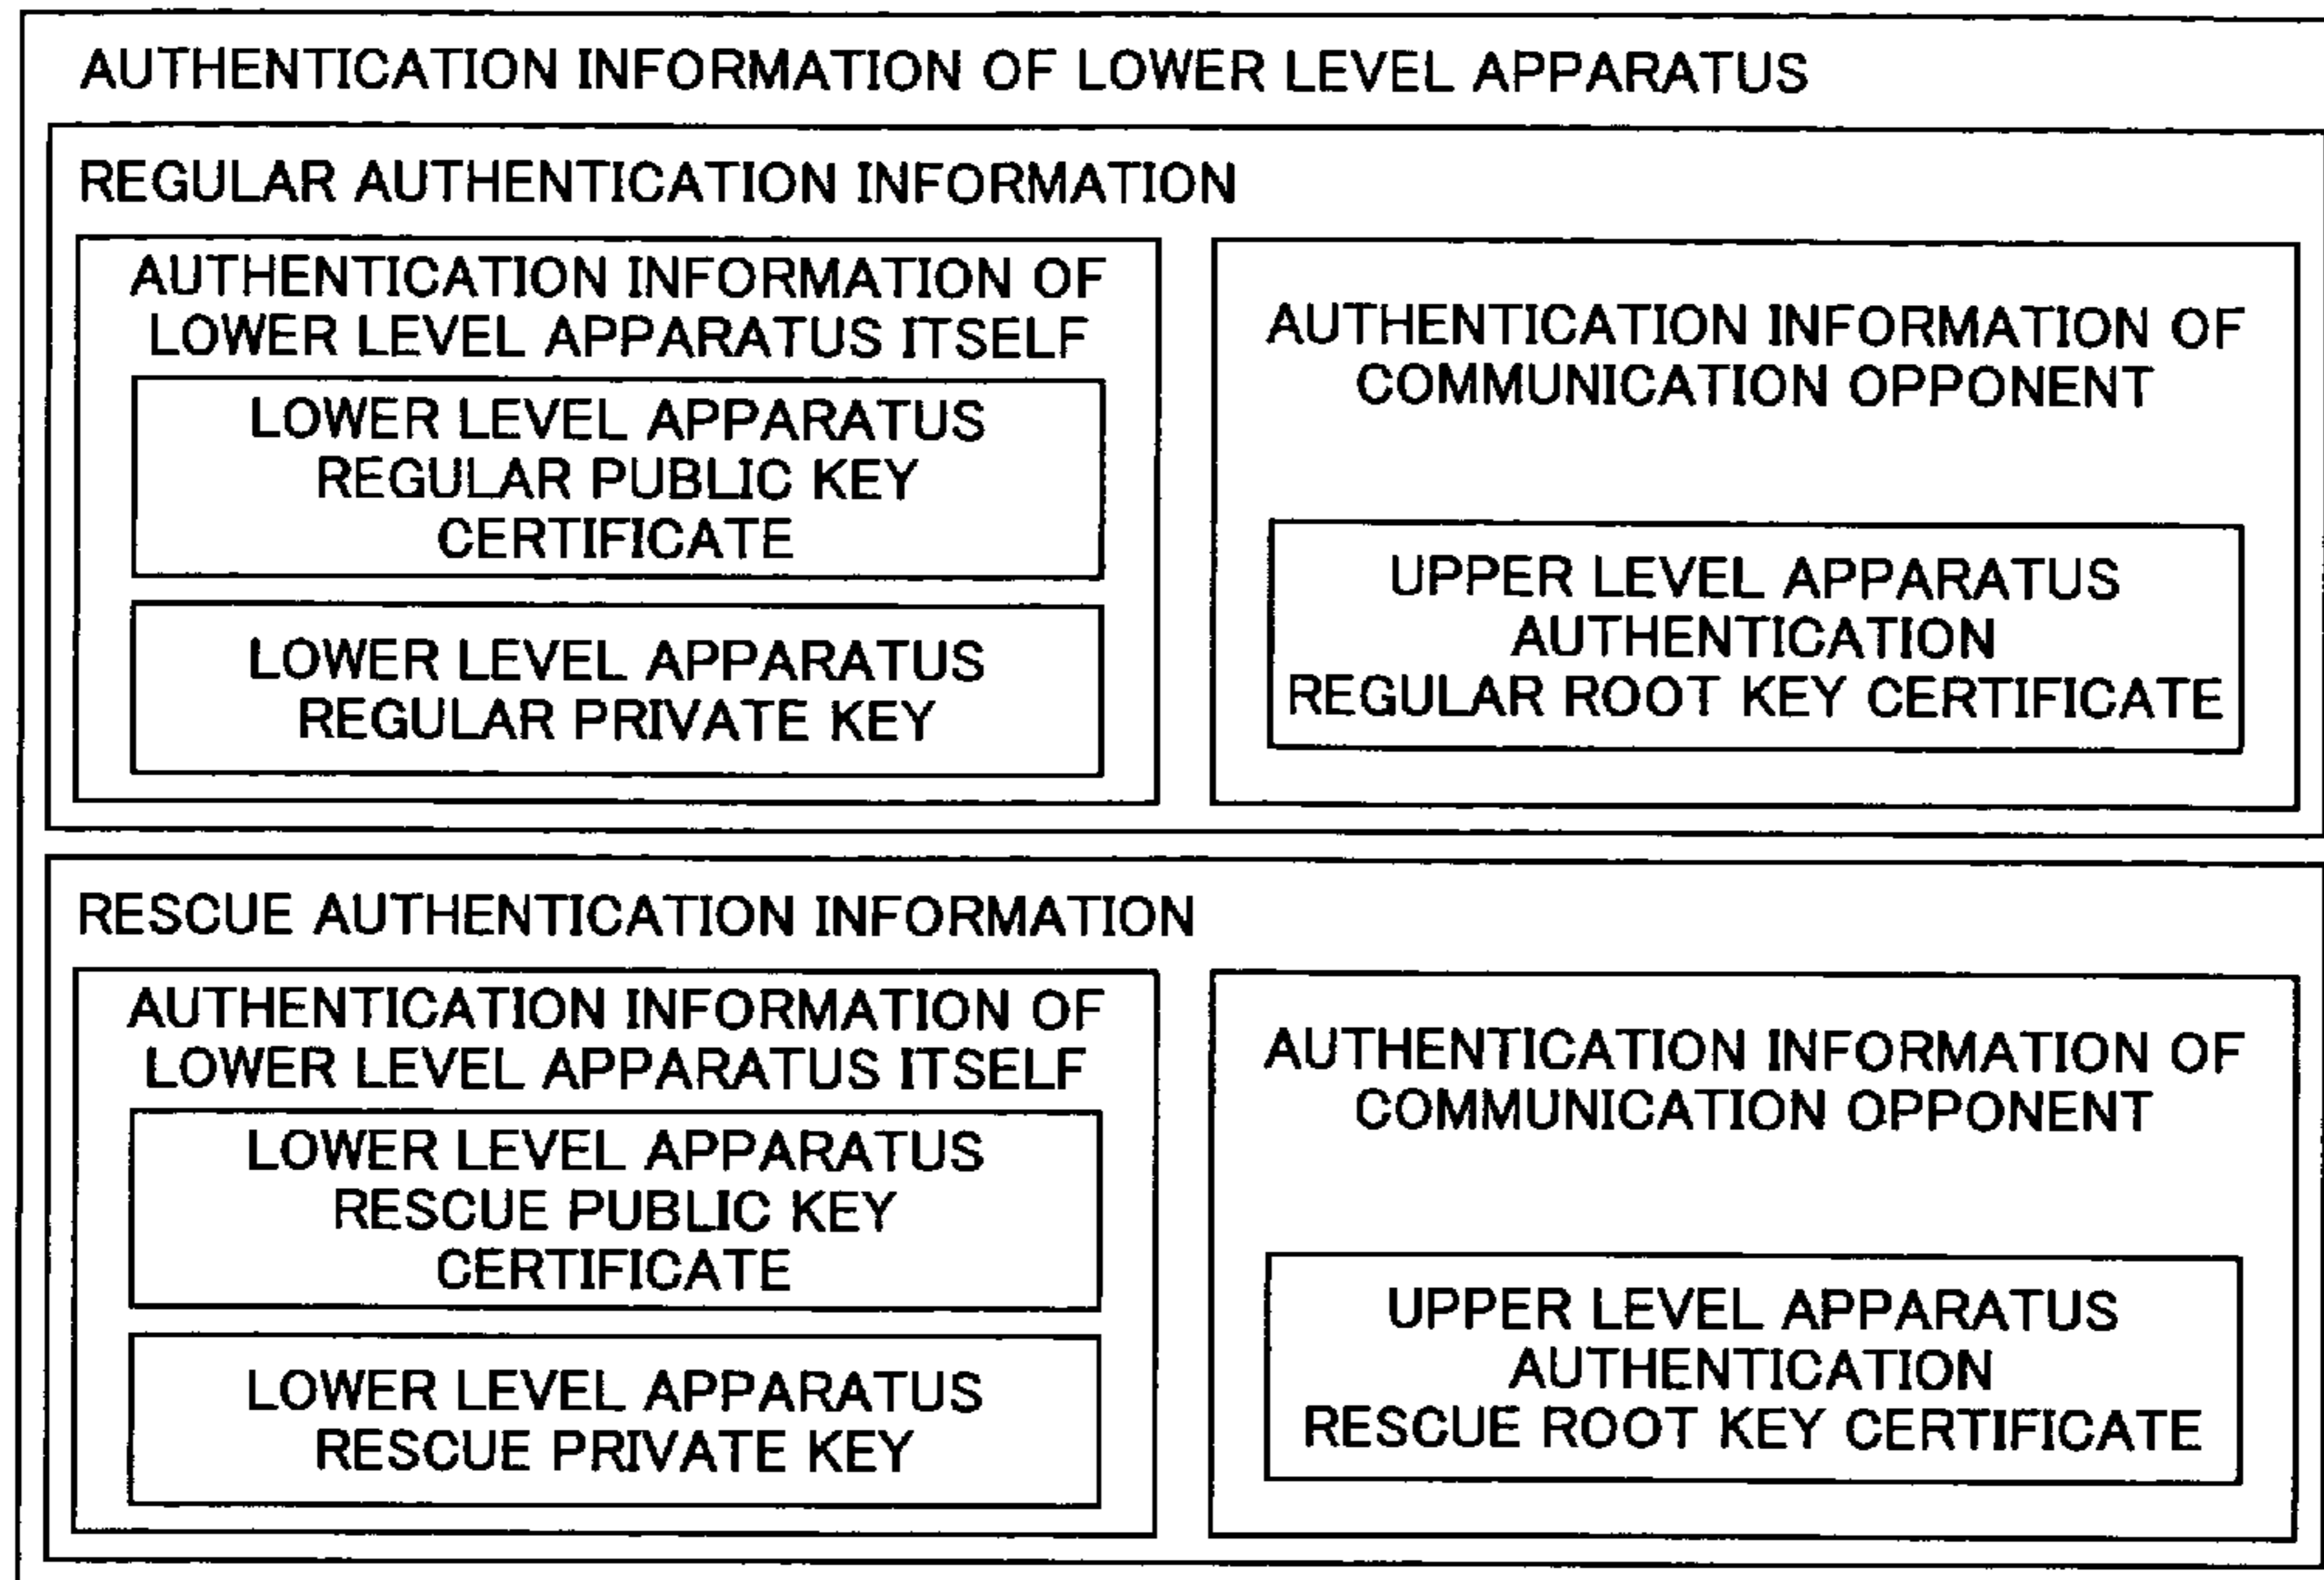 AUTHENTICATION INFORMATION OF LOWER LEVEL APPARATUS
REGULAR AUTHENTICATION INFORMATION
AUTHENTICATION INFORMATION OF
LOWER LEVEL APPARATUS ITSELF
LOWER LEVEL APPARATUS
REGULAR PUBLIC KEY
CERTIFICATE
LOWER LEVEL APPARATUS
REGULAR PRIVATE KEY
AUTHENTICATION INFORMATION OF
COMMUNICATION OPPONENT
UPPER LEVEL APPARATUS
AUTHENTICATION
REGULAR ROOT KEY CERTIFICATE
RESCUE AUTHENTICATION INFORMATION
AUTHENTICATION INFORMATION OF
LOWER LEVEL APPARATUS ITSELF
LOWER LEVEL APPARATUS
RESCUE PUBLIC KEY
CERTIFICATE
LOWER LEVEL APPARATUS
RESCUE PRIVATE KEY
AUTHENTICATION INFORMATION OF
COMMUNICATION OPPONENT
UPPER LEVEL APPARATUS
AUTHENTICATION
RESCUE ROOT KEY CERTIFICATE